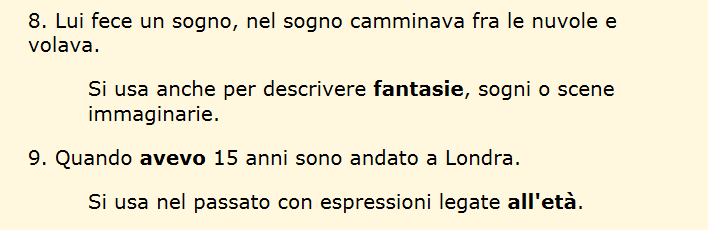 8. Lui fece un sogno, nel sogno camminava fra le nuvole e
volava.
Si usa anche per descrivere fantasie, sogni o scene
immaginarie.
9. Quando avevo 15 anni sono andato a Londra.
Si usa nel passato con espressioni legate all'età.